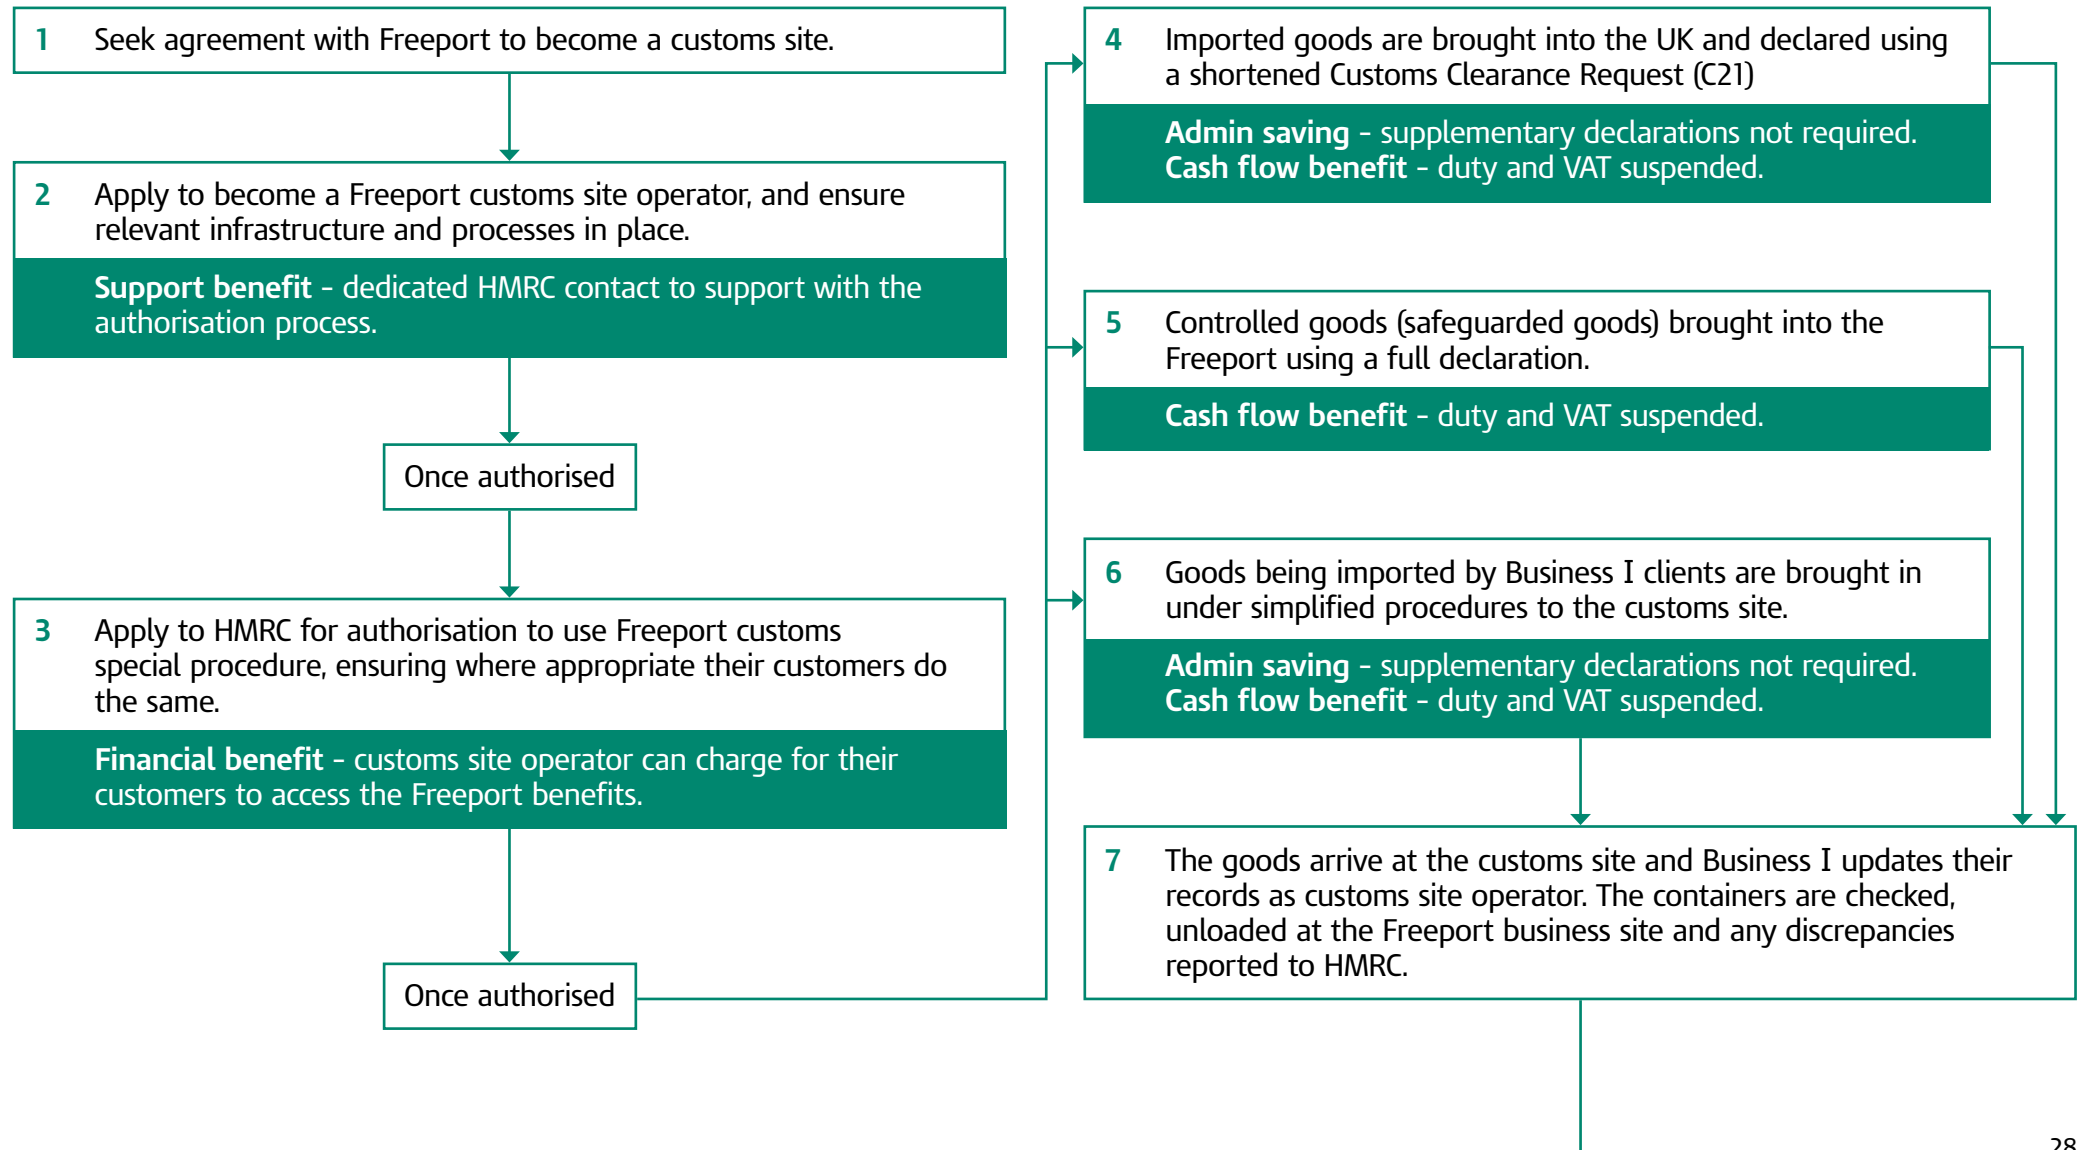 1 Seek agreement with Freeport to become a customs site.
2 Apply to become a Freeport customs site operator, and ensure
relevant infrastructure and processes in place.
Support benefit – dedicated HMRC contact to support with the
authorisation process.
Once authorised
3 Apply to HMRC for authorisation to use Freeport customs
special procedure, ensuring where appropriate their customers do
the same.
Financial benefit – customs site operator can charge for their
customers to access the Freeport benefits.
Once authorised
4 Imported goods are brought into the UK and declared using
a shortened Customs Clearance Request (C21)
Admin saving – supplementary declarations not required.
Cash flow benefit – duty and VAT suspended.
5 Controlled goods (safeguarded goods) brought into the
Freeport using a full declaration.
Cash flow benefit – duty and VAT suspended.
6 Goods being imported by Business I clients are brought in
under simplified procedures to the customs site.
Admin saving – supplementary declarations not required.
Cash flow benefit – duty and VAT suspended.
7 The goods arrive at the customs site and Business I updates their
records as customs site operator. The containers are checked,
unloaded at the Freeport business site and any discrepancies
reported to HMRC.
28